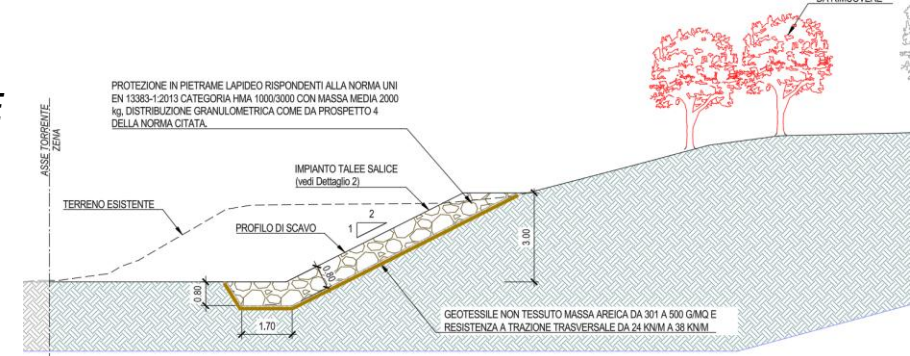 PROTEZIONE IN PIETRAME LAPIDEO RISPONDENTI ALLA NORMA UNI
EN 13383-1:2013 CATEGORIA HMA 1000/3000 CON MASSA MEDIA 2000
kg, DISTRIBUZIONE GRANULOMETRICA COME DA PROSPETTO 4
DELLA NORMA CITATA.
ASSE TORRENTE
ZENA
IMPIANTO TALEE SALICE
(vedi Dettaglio 2)
TERRENO ESISTENTE
2
1
PROFILO DI SCAVO
3.00
0.80
0.80
1.70
GEOTESSILE NON TESSUTO MASSA AREICA DA 301 A 500 G/MQ E
RESISTENZA A TRAZIONE TRASVERSALE DA 24 KN/M A 38 KN/M